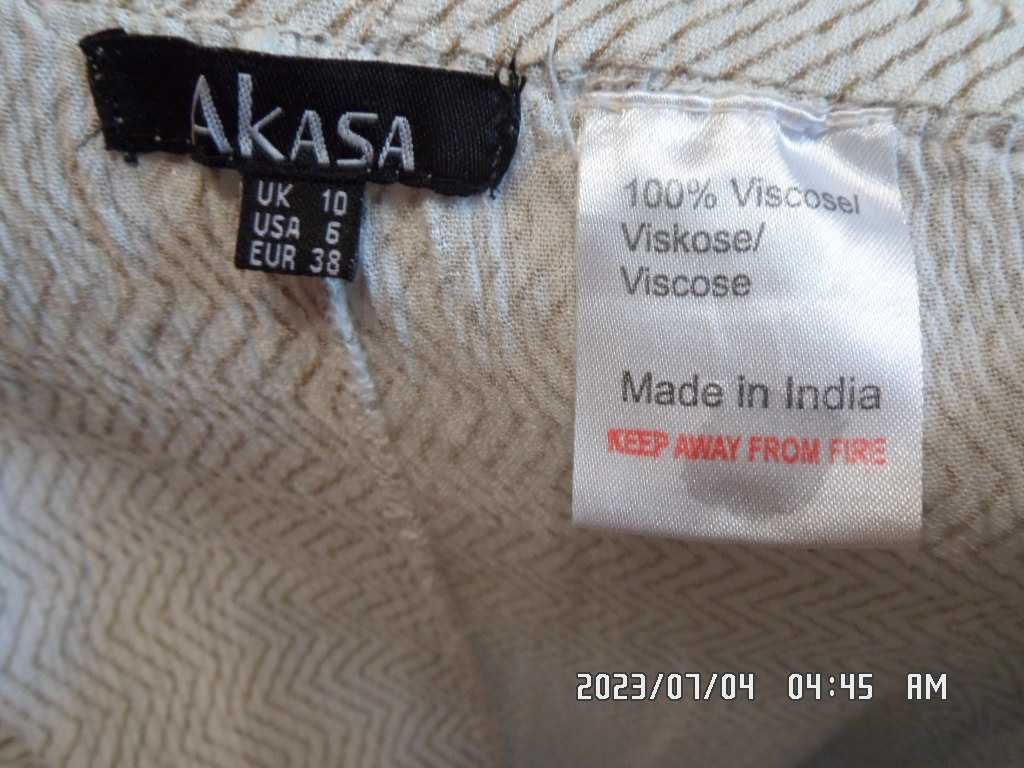 AKASA
UK 10
USA 6
EUR 38
100% Viscosel
Viskose/
Viscose
Made in India
KEEP AWAY FROM FIRE
2023/07/04 04:45 AM